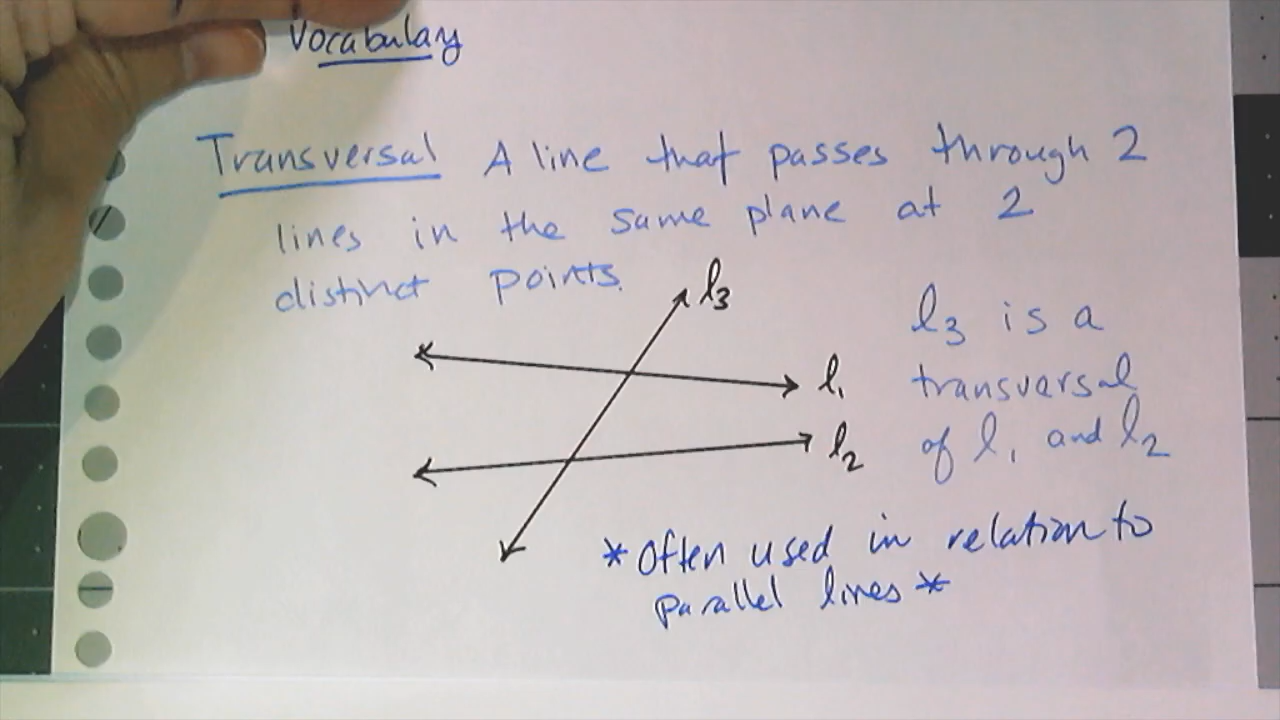 Vocabulay
Transversal A line that passes through 2
lines in the same plane at 2
distinct points.
l3
l1
l2
l3 is a
transversal
of l1 and l2
*Often used in relation to
parallel lines*